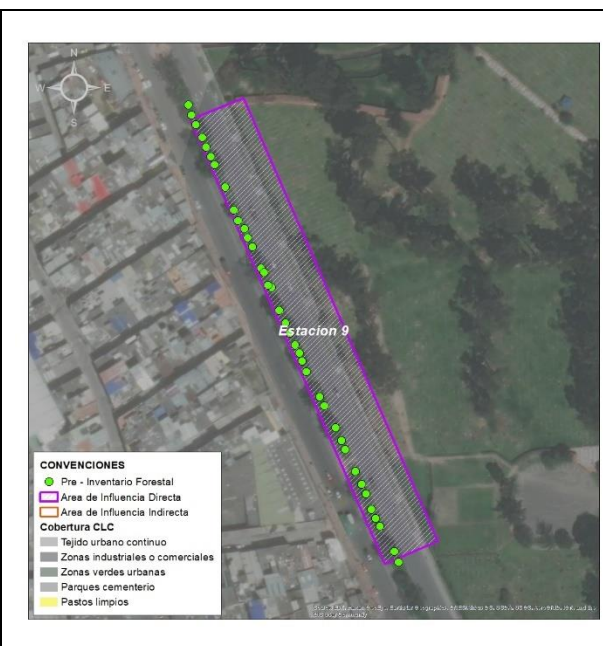 N
W
E
S
Estacion 9
CONVENCIONES
Pre - Inventario Forestal
Area de Influencia Directa
Area de Influencia Indirecta
Cobertura CLC
Tejido urbano continuo
Zonas industriales o comerciales
Zonas verdes urbanas
Parques cementerio
Pastos limpios